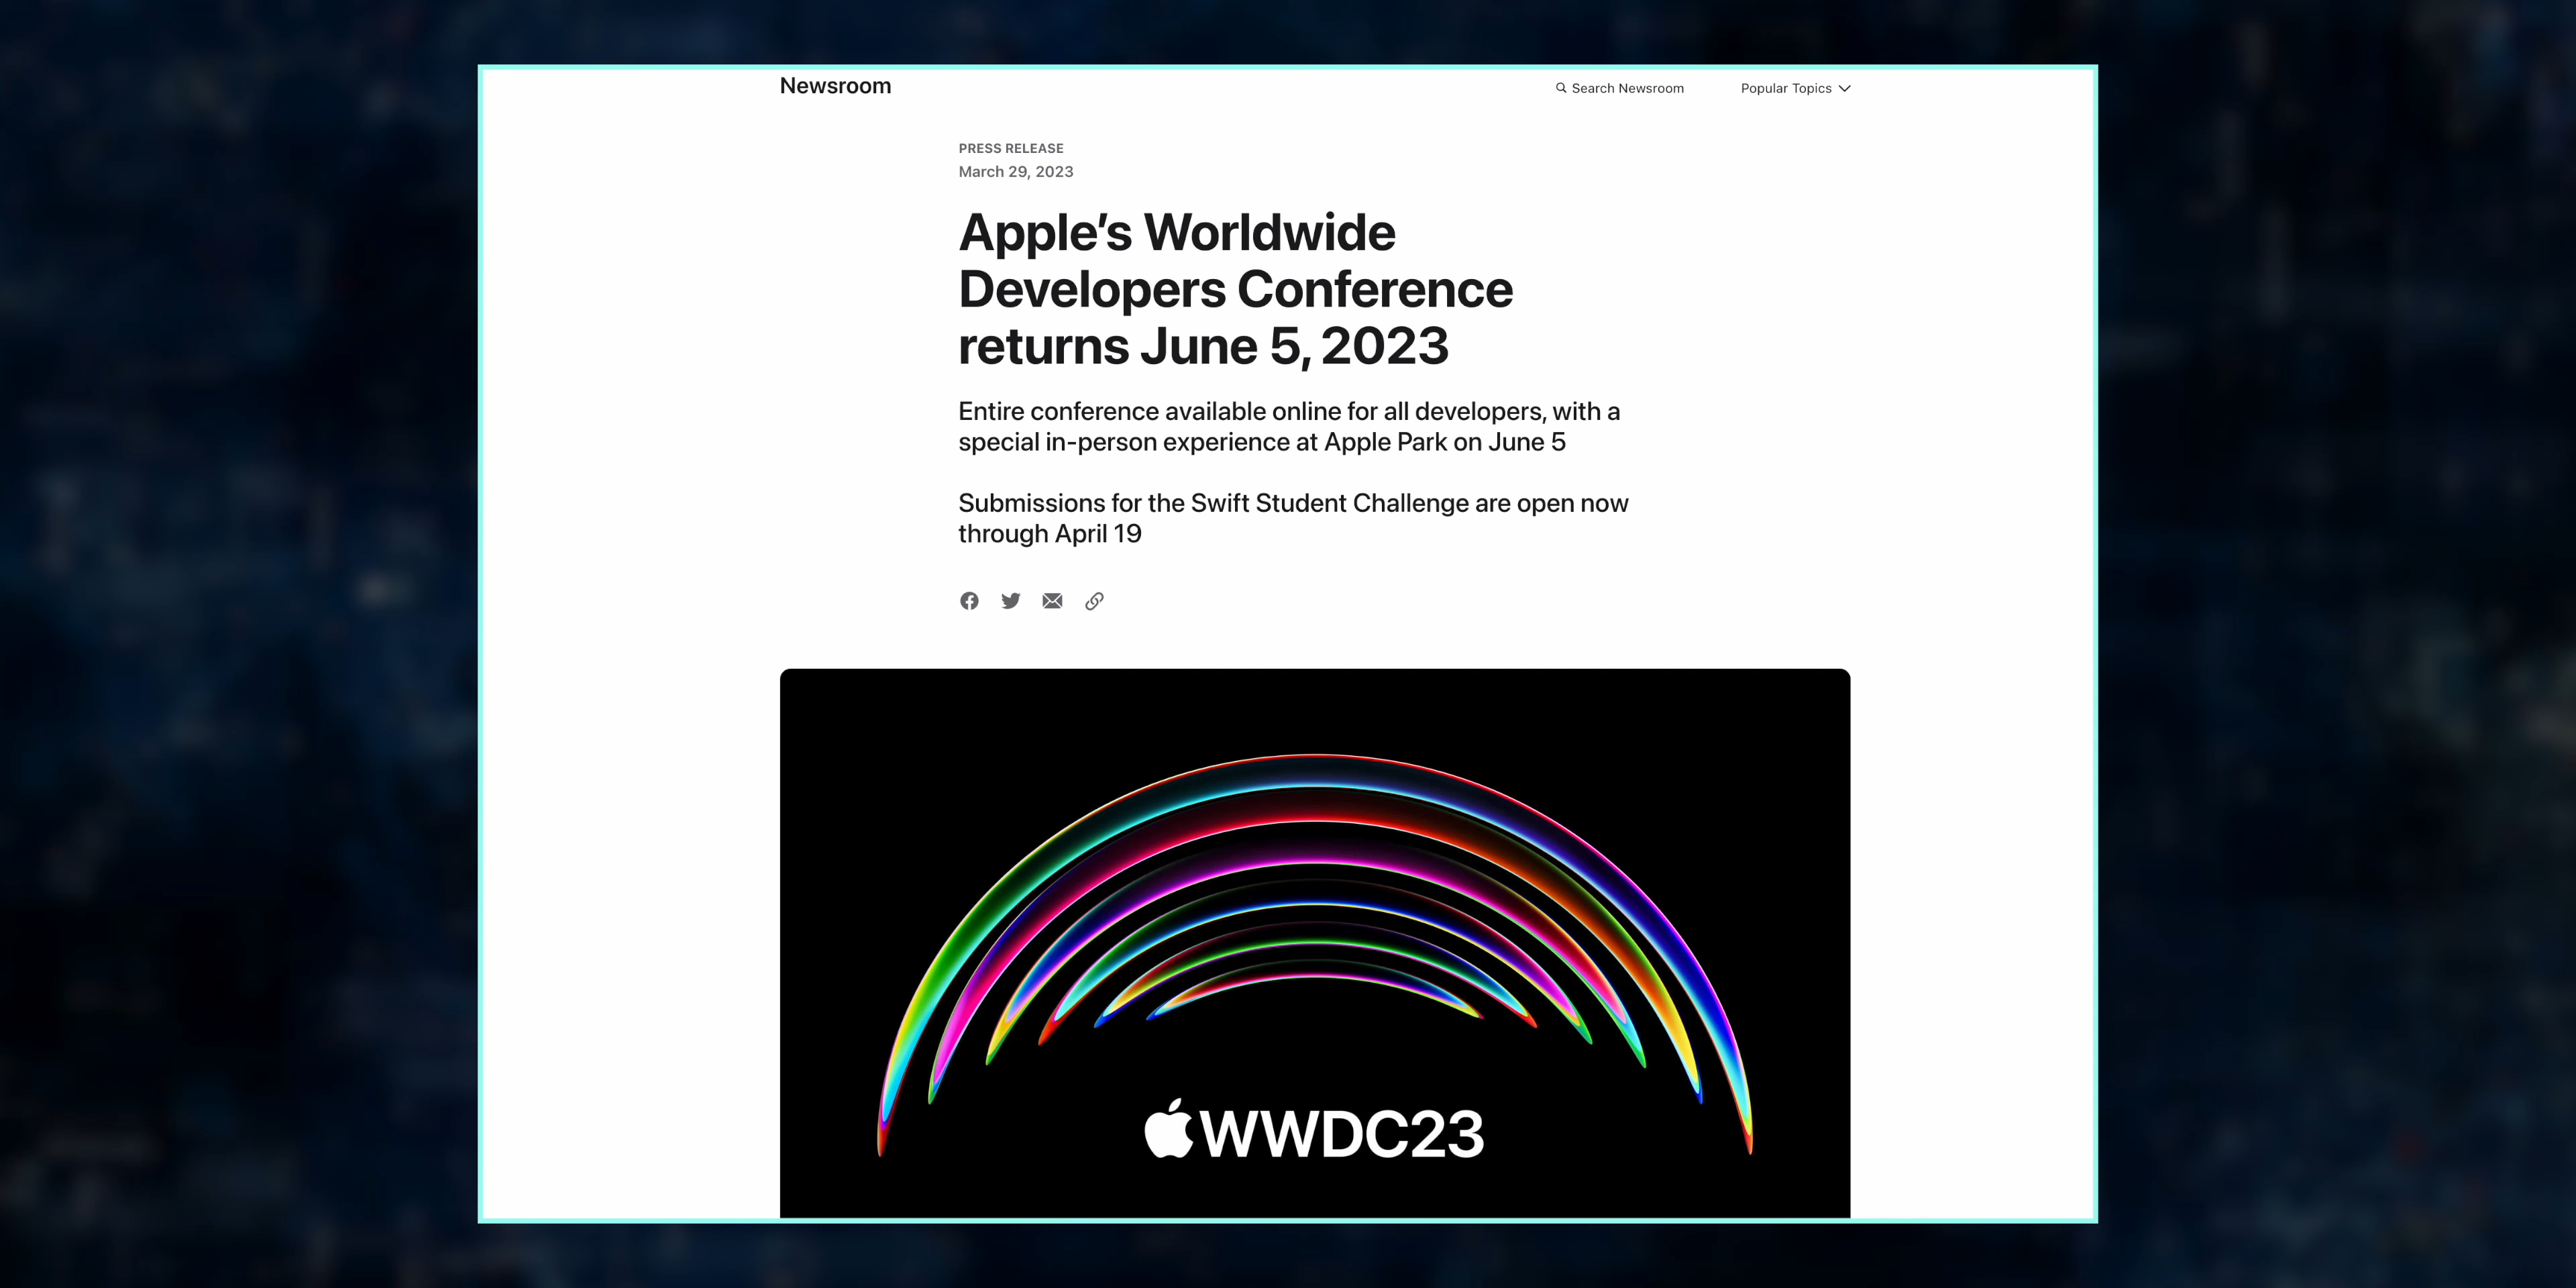 Newsroom
Search Newsroom
Popular Topics
PRESS RELEASE
March 29, 2023
Apple’s Worldwide
Developers Conference
returns June 5, 2023
Entire conference available online for all developers, with a
special in-person experience at Apple Park on June 5
Submissions for the Swift Student Challenge are open now
through April 19
WWDC23